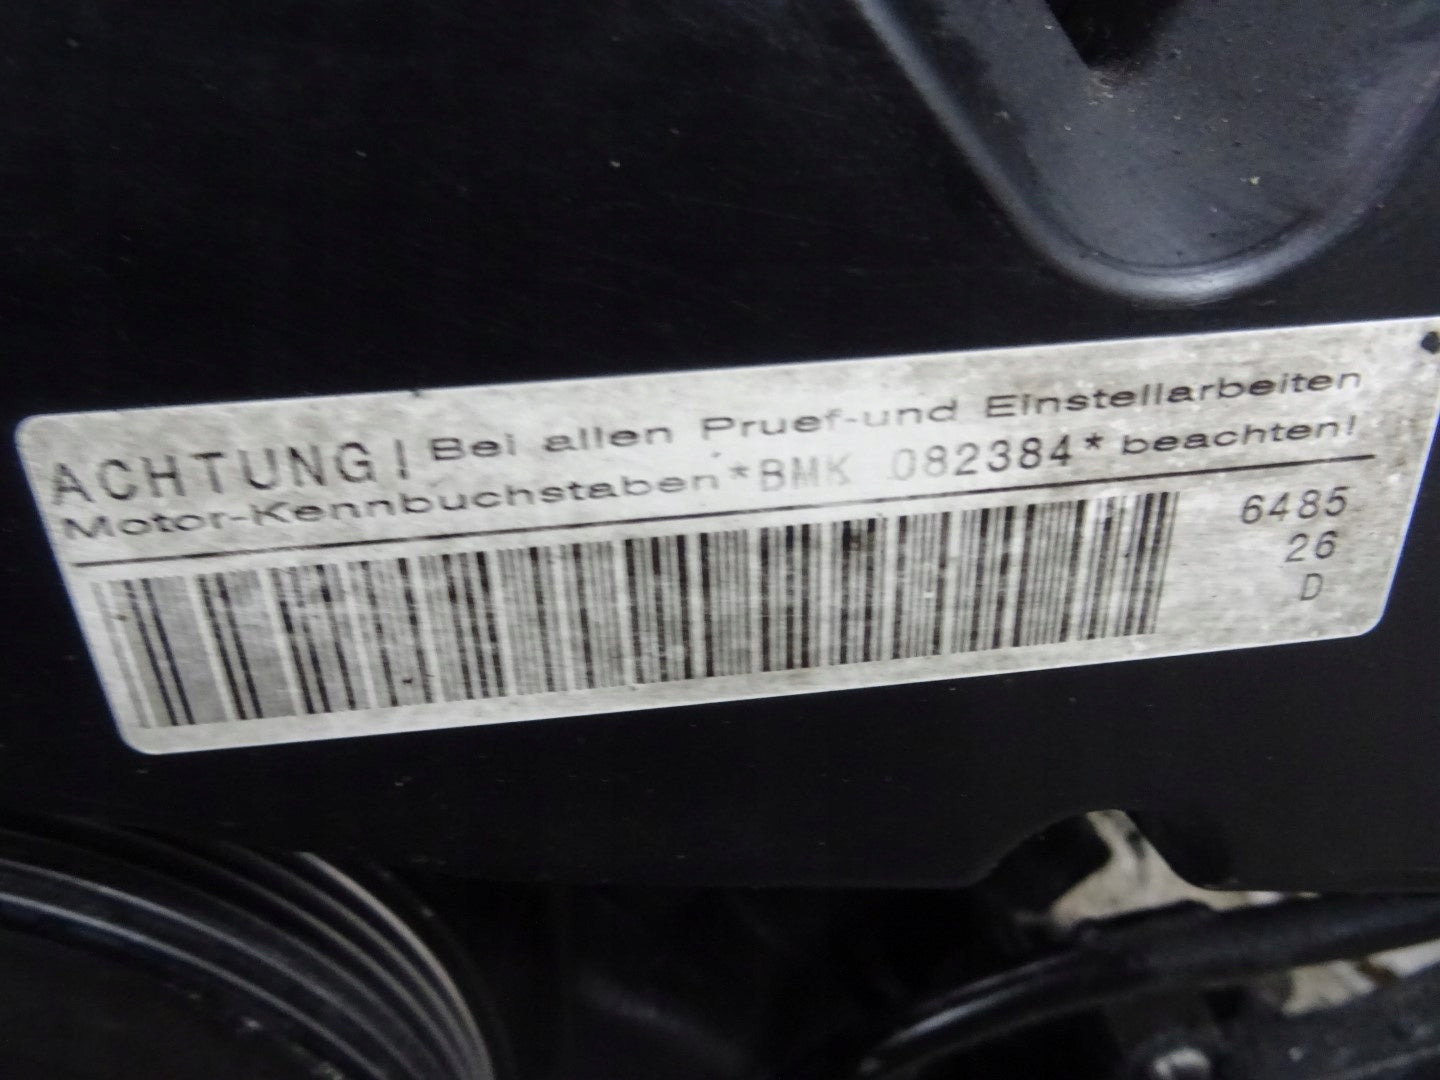 ACHTUNG! Bei allen Pruef-und Einstellarbeiten
Motor-Kennbuchstaben *BMK 082384* beachten!
6485
26
D